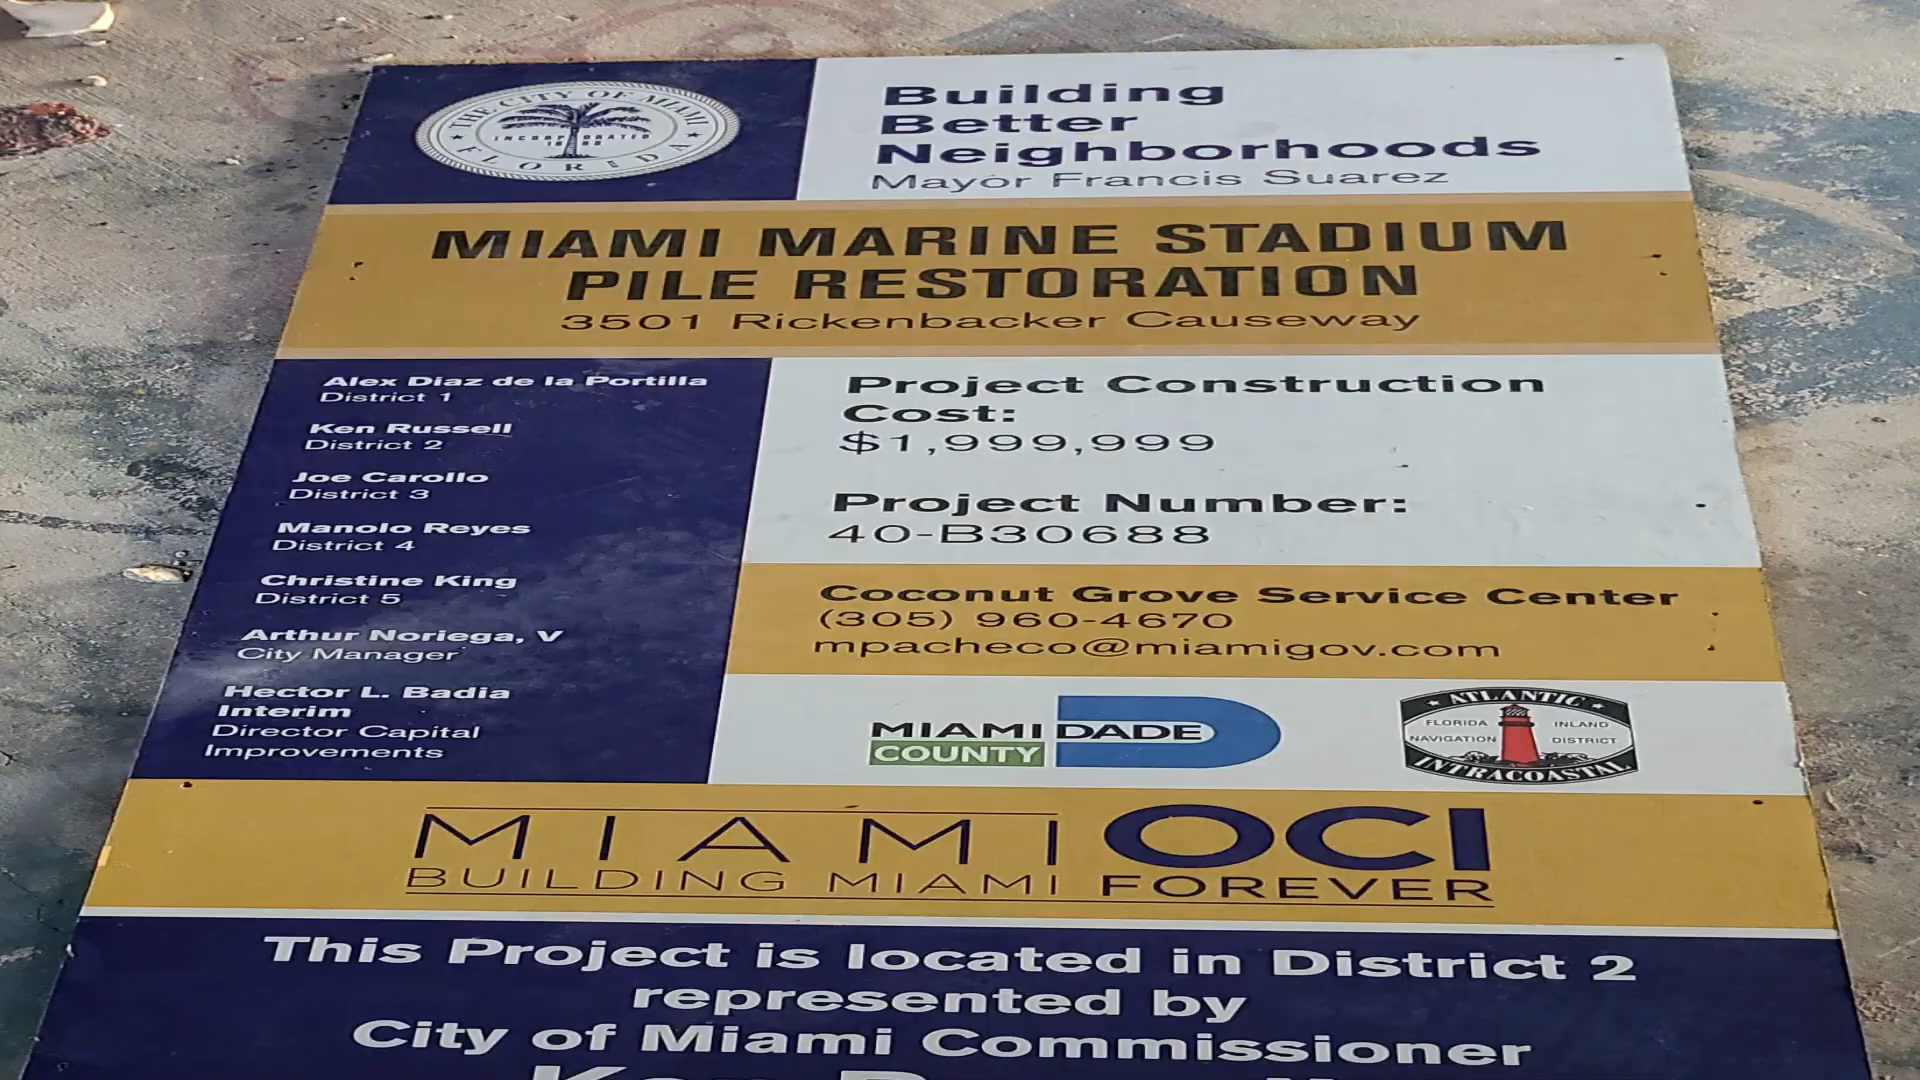 THE CITY OF MIAMI
INCORPORATED
18 96
FLORIDA
Building
Better
Neighborhoods
Mayor Francis Suarez
MIAMI MARINE STADIUM
PILE RESTORATION
3501 Rickenbacker Causeway
Alex Diaz de la Portilla
District 1
Ken Russell
District 2
Joe Carollo
District 3
Manolo Reyes
District 4
Christine King
District 5
Arthur Noriega, V
City Manager
Hector L. Badia
Interim
Director Capital
Improvements
Project Construction
Cost:
$1,999,999
Project Number:
40-B30688
Coconut Grove Service Center
(305) 960-4670
mpacheco@miamigov.com
MIAMI DADE
COUNTY
ATLANTIC
FLORIDA INLAND
NAVIGATION DISTRICT
INTRACOASTAL
MIAMI OCI
BUILDING MIAMI FOREVER
This Project is located in District 2
represented by
City of Miami Commissioner